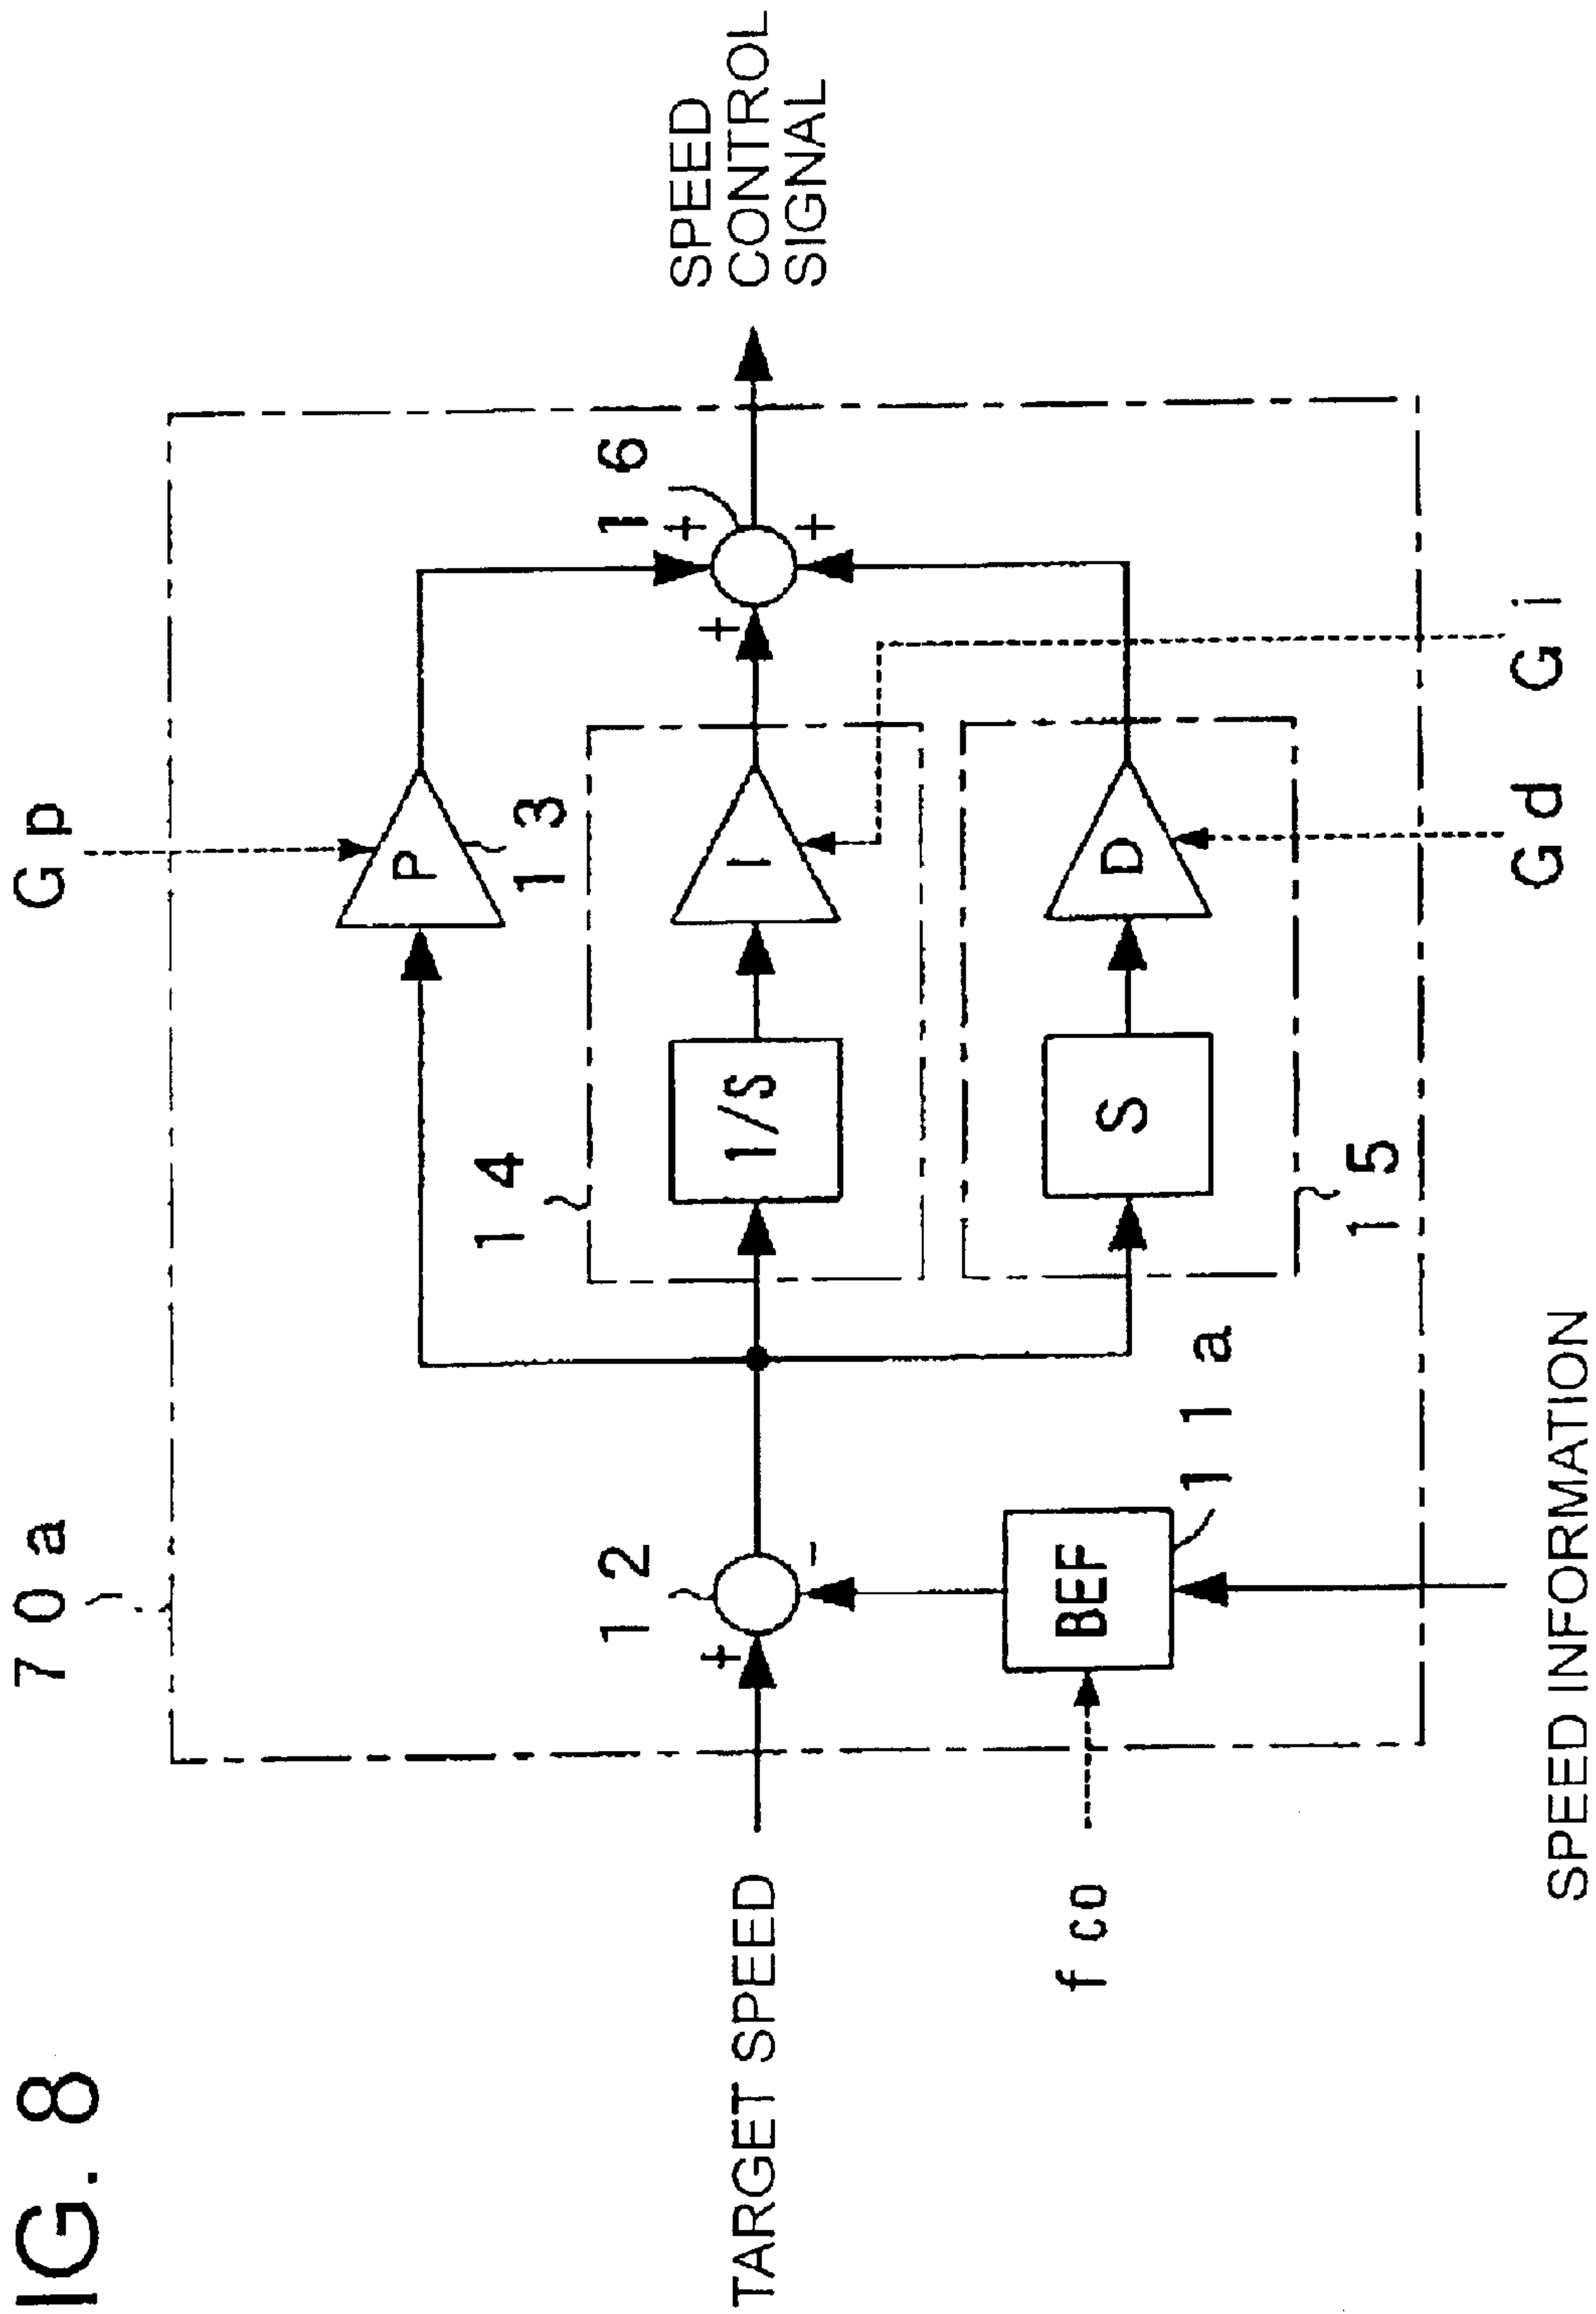 IG. 8
70a
Gp
P
13
16
+
+
+
SPEED
CONTROL
SIGNAL
14
1/S
I
TARGET SPEED
+
12
-
S
D
15
fco
BEF
11a
Gd
Gi
SPEED INFORMATION